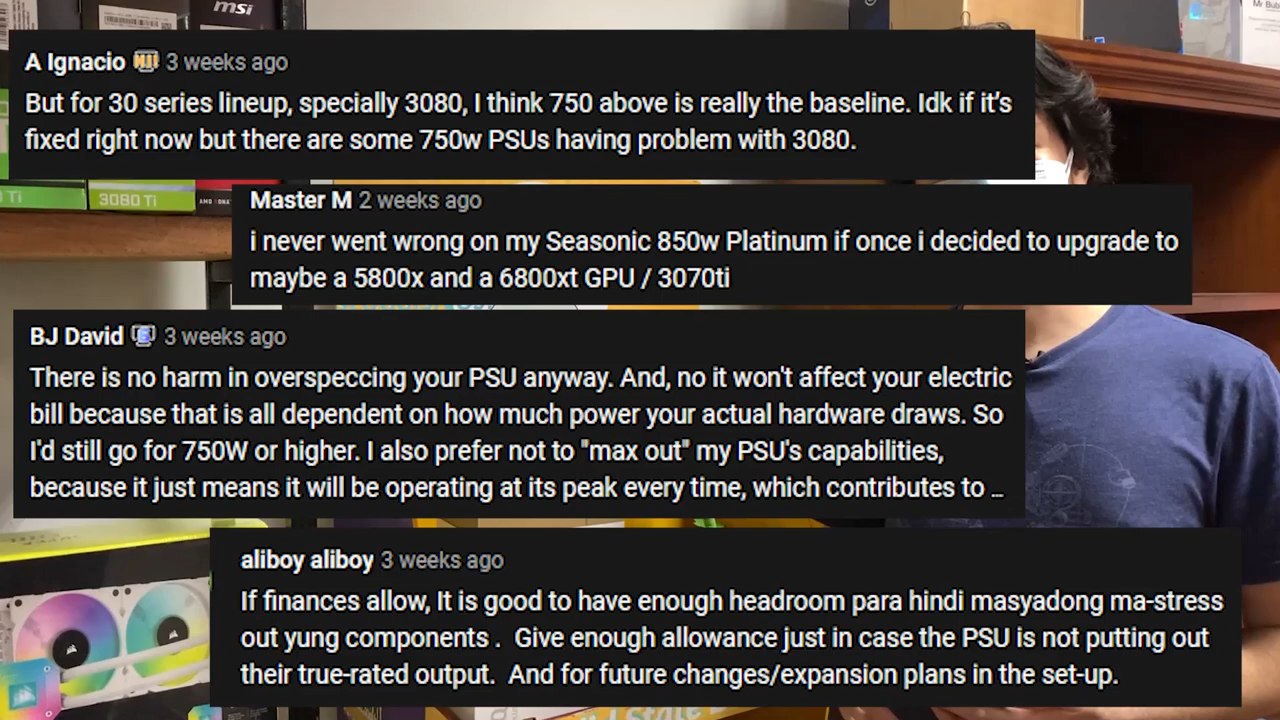 msi
A Ignacio 3 weeks ago
But for 30 series lineup, specially 3080, I think 750 above is really the baseline. Idk if it's
fixed right now but there are some 750w PSUs having problem with 3080.
Ti
3080 Ti
Master M 2 weeks ago
i never went wrong on my Seasonic 850w Platinum if once i decided to upgrade to
maybe a 5800x and a 6800xt GPU / 3070ti
BJ David 3 weeks ago
There is no harm in overspeccing your PSU anyway. And, no it won't affect your electric
bill because that is all dependent on how much power your actual hardware draws. So
I'd still go for 750W or higher. I also prefer not to "max out" my PSU's capabilities,
because it just means it will be operating at its peak every time, which contributes to ...
aliboy aliboy 3 weeks ago
If finances allow, It is good to have enough headroom para hindi masyadong ma-stress
out yung components .  Give enough allowance just in case the PSU is not putting out
their true-rated output.  And for future changes/expansion plans in the set-up.